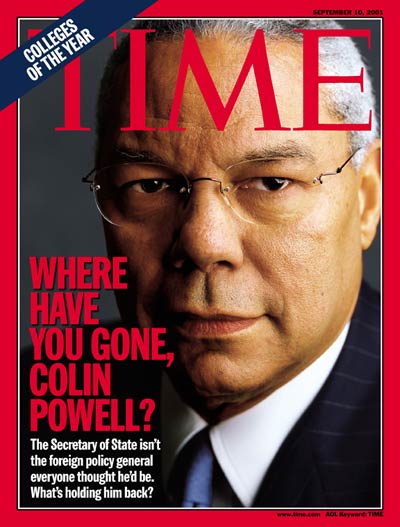 SEPTEMBER 10, 2001
COLLEGES
OF THE YEAR
TIME
WHERE
HAVE
YOU GONE,
COLIN
POWELL?
The Secretary of State isn't
the foreign policy general
everyone thought he'd be.
What's holding him back?
www.time.com AOL Keyword: TIME